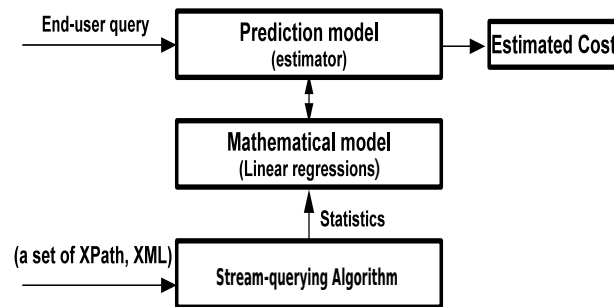 End-user query
Prediction model
(estimator)
Estimated Cost
Mathematical model
(Linear regressions)
Statistics
(a set of XPath, XML)
Stream-querying Algorithm